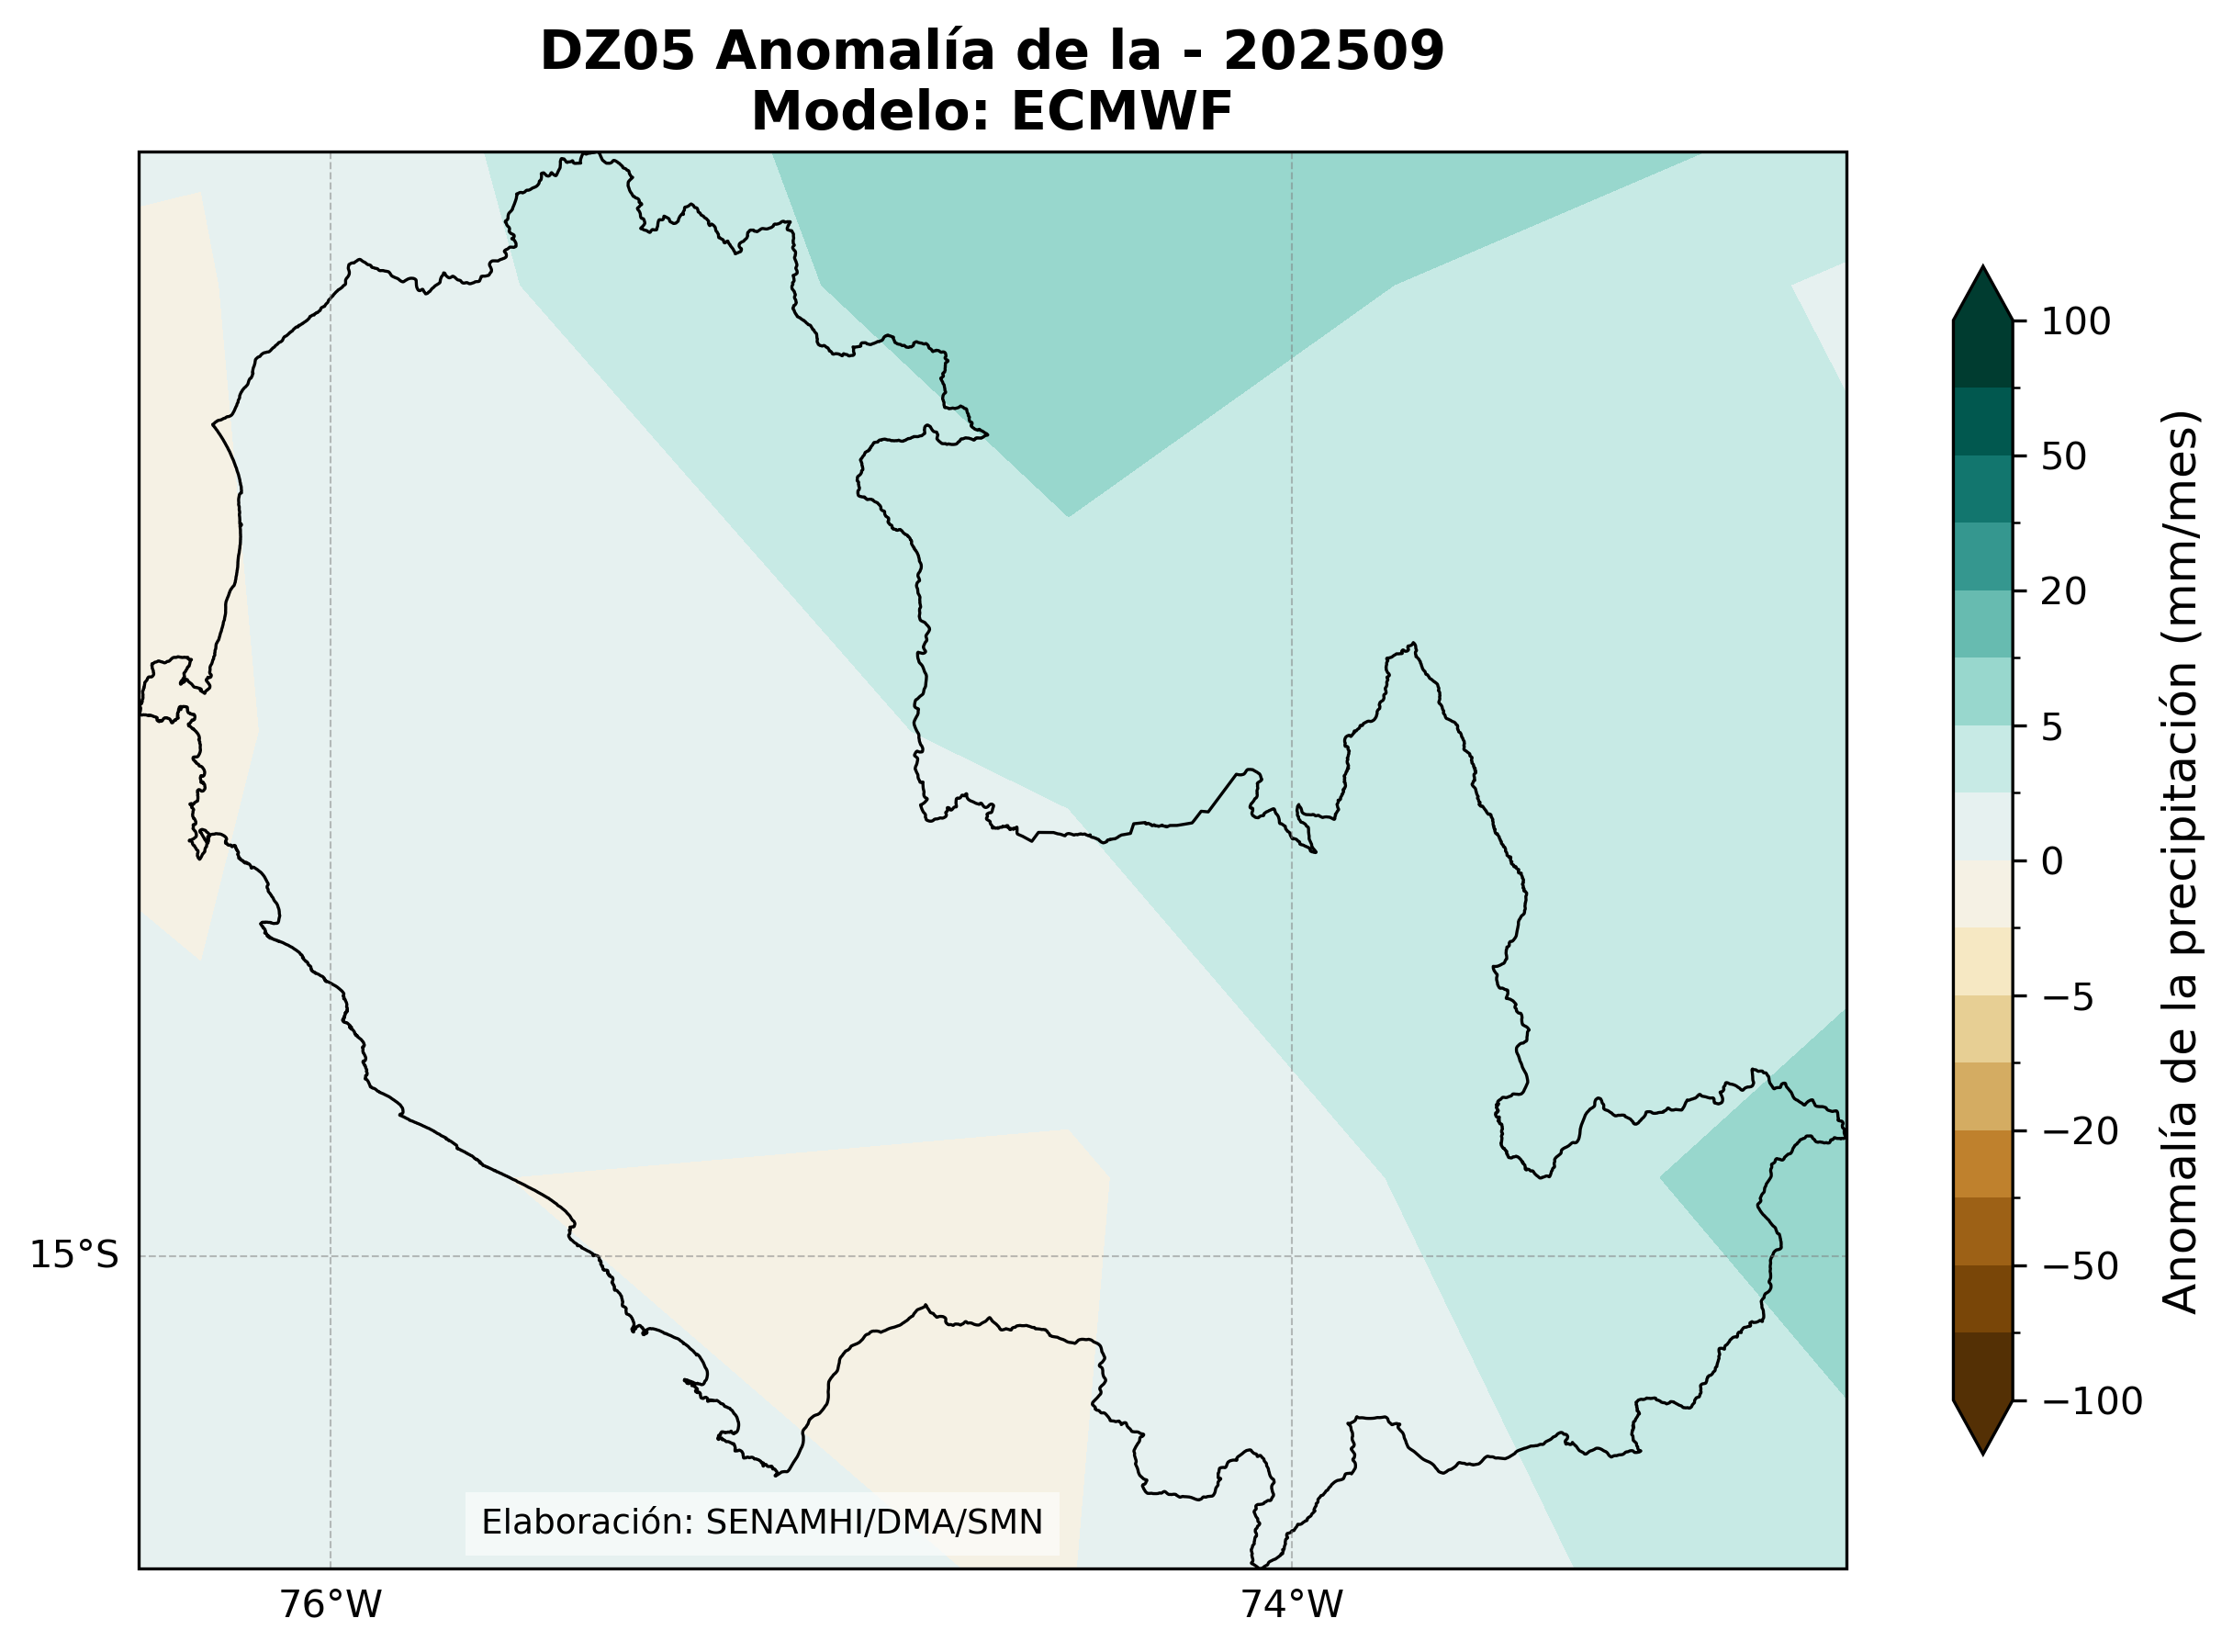 DZ05 Anomalía de la - 202509
Modelo: ECMWF
100
50
20
5
0
−5
−20
−50
−100
Anomalía de la precipitación (mm/mes)
15°S
Elaboración: SENAMHI/DMA/SMN
76°W
74°W